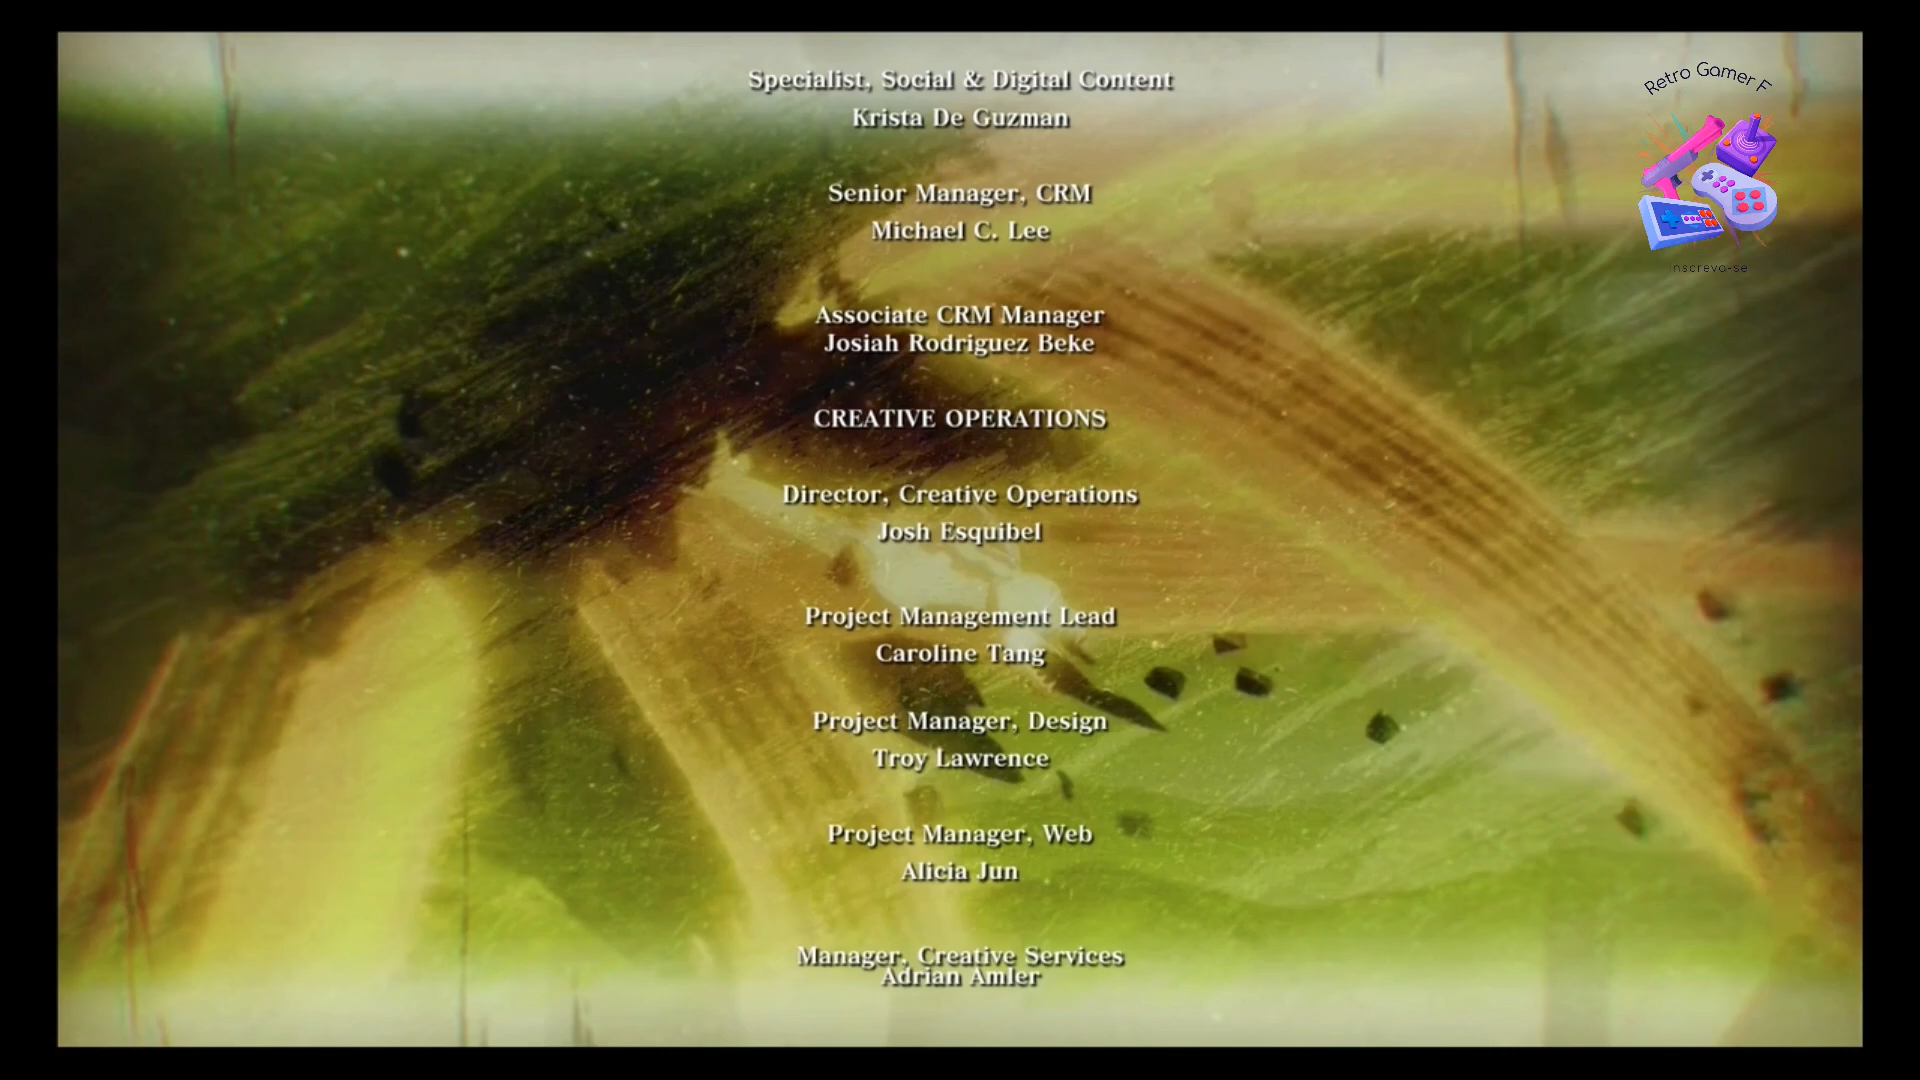 Specialist, Social & Digital Content
Krista De Guzman
Senior Manager, CRM
Michael C. Lee
Associate CRM Manager
Josiah Rodriguez Beke
CREATIVE OPERATIONS
Director, Creative Operations
Josh Esquibel
Project Management Lead
Caroline Tang
Project Manager, Design
Troy Lawrence
Project Manager, Web
Alicia Jun
Manager, Creative Services
Adrian Amler
Retro Gamer F
Inscreva-se